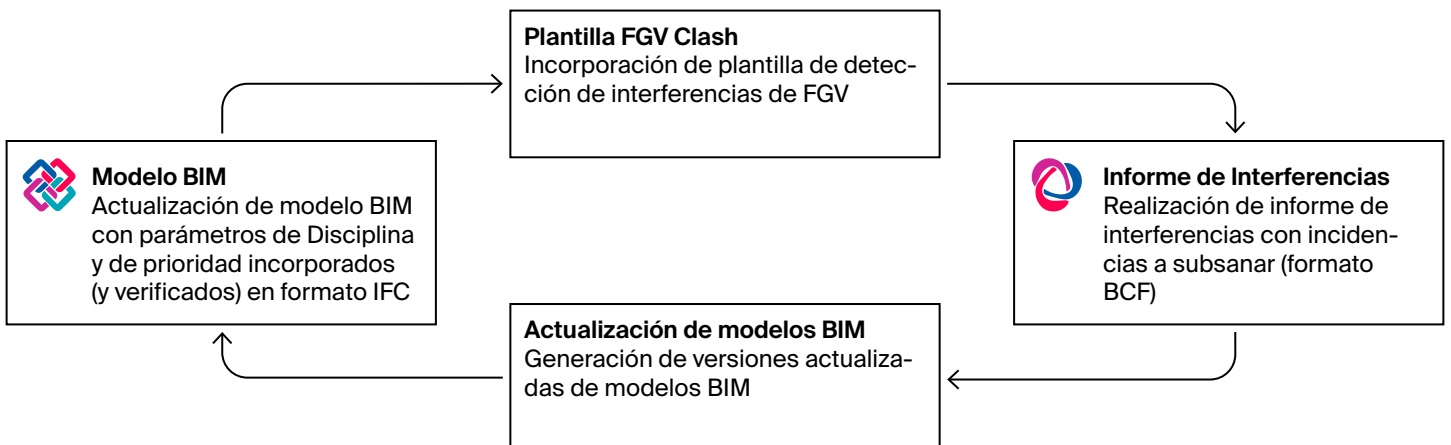 Plantilla FGV Clash
Incorporación de plantilla de detec-
ción de interferencias de FGV
Modelo BIM
Actualización de modelo BIM
con parámetros de Disciplina
y de prioridad incorporados
(y verificados) en formato IFC
Informe de Interferencias
Realización de informe de
interferencias con inciden-
cias a subsanar (formato
BCF)
Actualización de modelos BIM
Generación de versiones actualiza-
das de modelos BIM